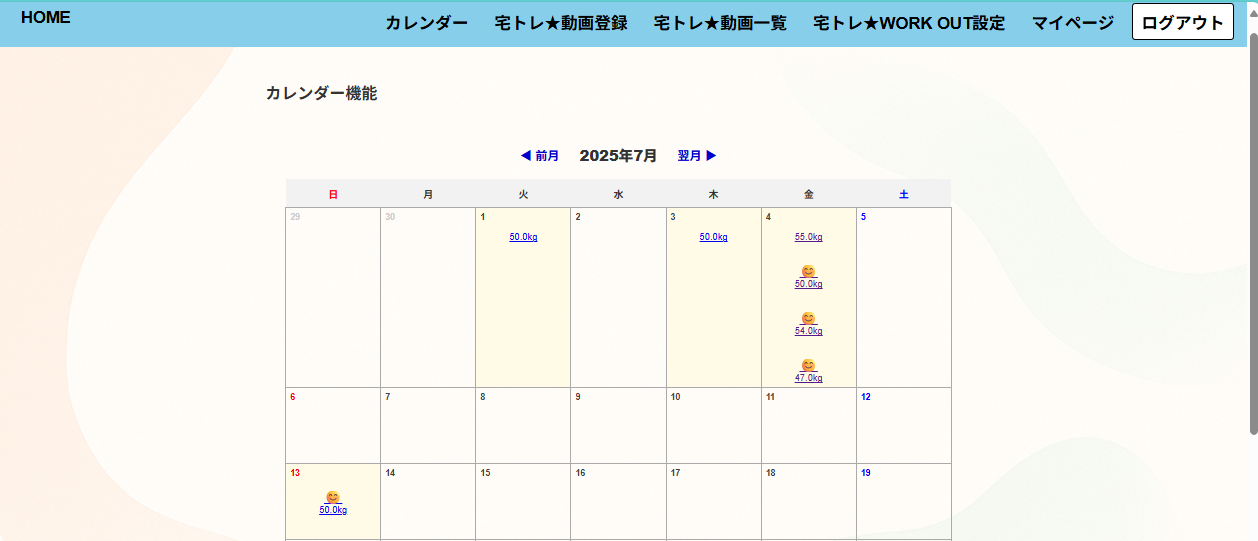 HOME
カレンダー 宅トレ★動画登録 宅トレ★動画一覧 宅トレ★WORK OUT設定 マイページ ログアウト
カレンダー機能
◀ 前月 2025年7月 翌月 ▶
日 月 火 水 木 金 土
29 30 1 2 3 4 5
50.0kg 50.0kg 55.0kg
50.0kg
54.0kg
47.0kg
6 7 8 9 10 11 12
13 14 15 16 17 18 19
50.0kg